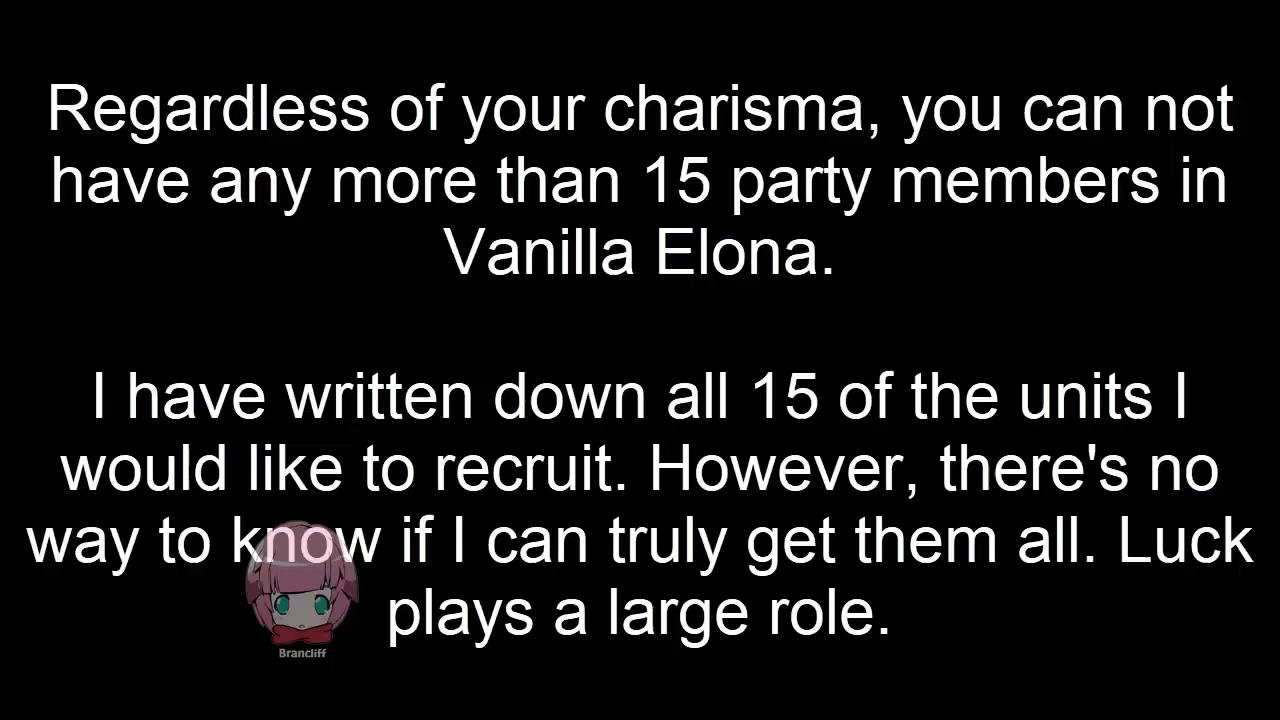 Regardless of your charisma, you can not
have any more than 15 party members in
Vanilla Elona.
I have written down all 15 of the units I
would like to recruit. However, there's no
way to know if I can truly get them all. Luck
plays a large role.
Brancliff